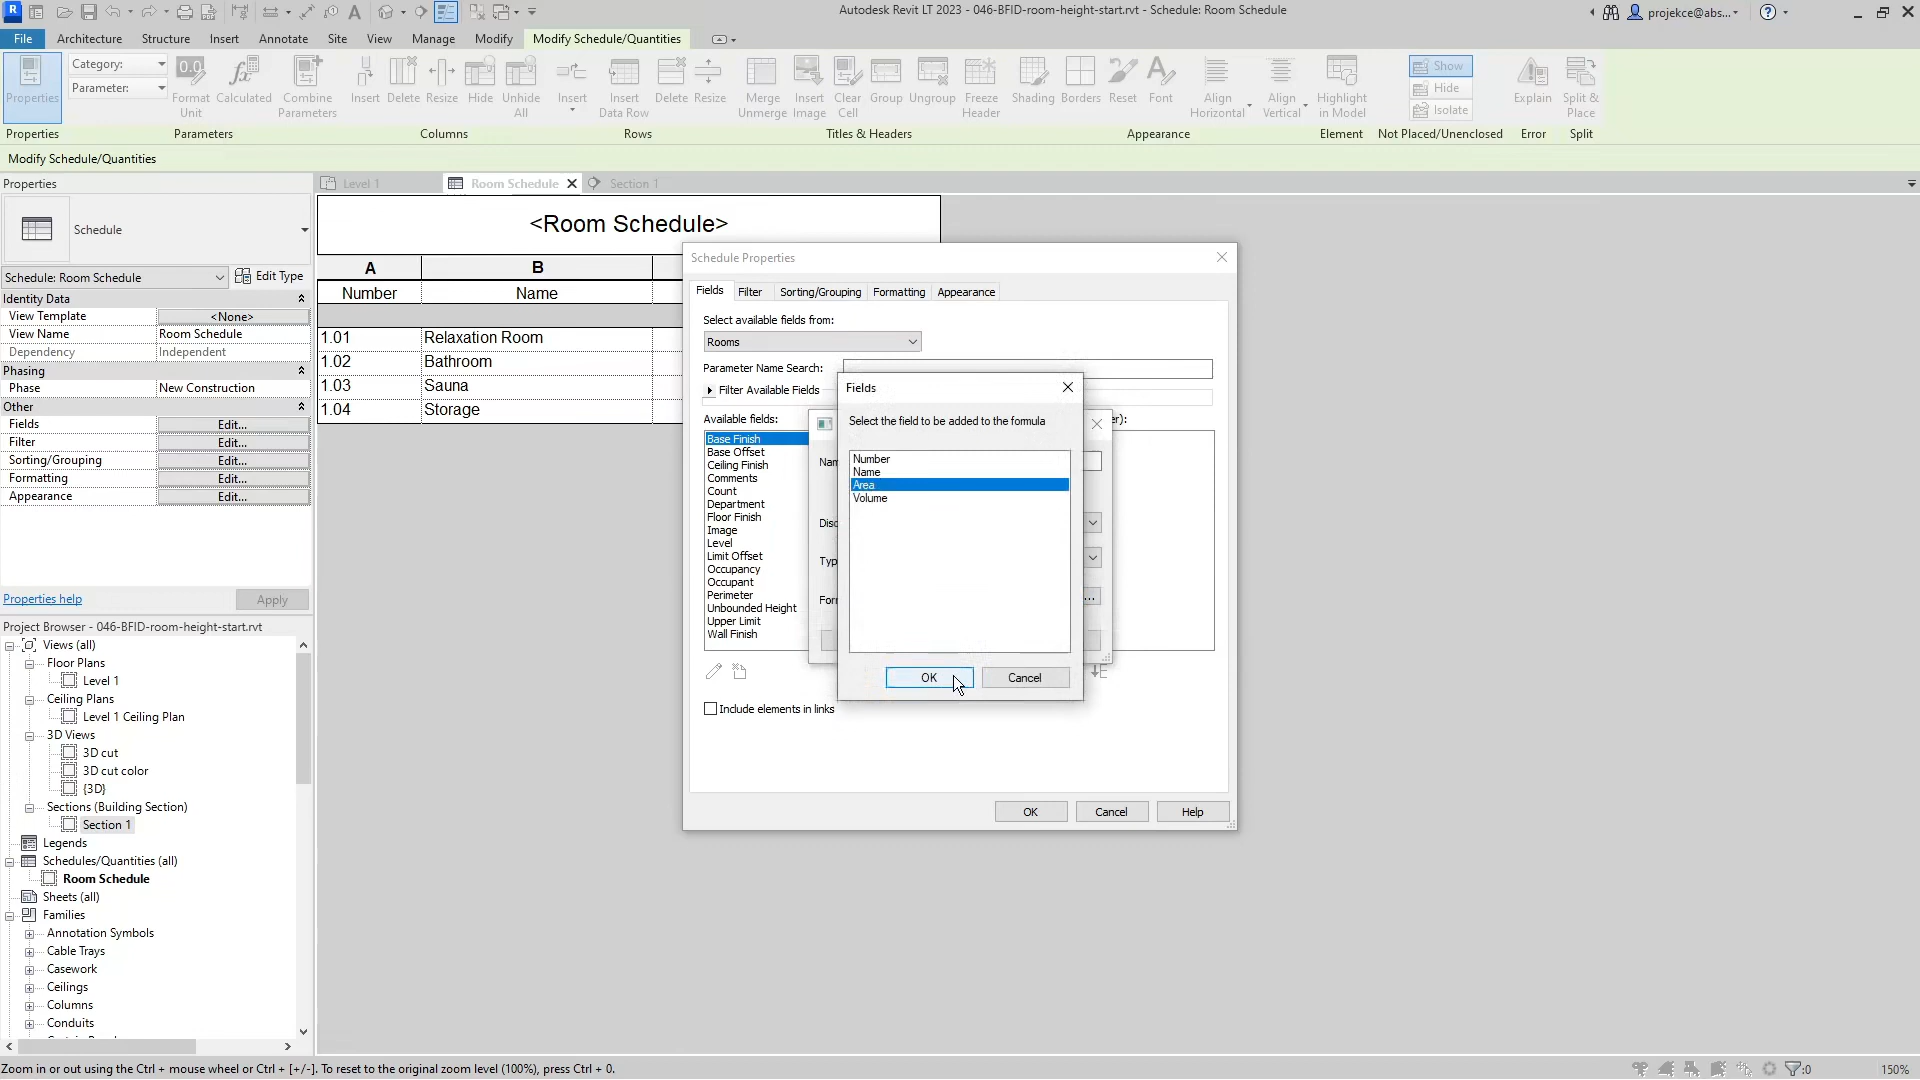 Autodesk Revit LT 2023 - 046-BFID-room-height-start.rvt - Schedule: Room Schedule
projekce@abs...
File Architecture Structure Insert Annotate Site View Manage Modify Modify Schedule/Quantities
Properties
Category:
Parameter:
Format Unit
Calculated
Combine Parameters
Insert Delete Resize Hide Unhide All
Insert Insert Data Row Delete Resize
Merge Unmerge Insert Image Clear Cell Group Ungroup Freeze Header
Shading Borders Reset Font Align Horizontal Align Vertical
Highlight in Model
Show
Hide
Isolate
Explain
Split & Place
Properties Parameters Columns Rows Titles & Headers Appearance Element Not Placed/Unenclosed Error Split
Modify Schedule/Quantities
Properties
Schedule
Schedule: Room Schedule Edit Type
Identity Data
View Template <None>
View Name Room Schedule
Dependency Independent
Phasing
Phase New Construction
Other
Fields Edit...
Filter Edit...
Sorting/Grouping Edit...
Formatting Edit...
Appearance Edit...
Properties help Apply
Project Browser - 046-BFID-room-height-start.rvt
Views (all)
Floor Plans
Level 1
Ceiling Plans
Level 1 Ceiling Plan
3D Views
3D cut
3D cut color
{3D}
Sections (Building Section)
Section 1
Legends
Schedules/Quantities (all)
Room Schedule
Sheets (all)
Families
Annotation Symbols
Cable Trays
Casework
Ceilings
Columns
Conduits
Level 1 Room Schedule Section 1
<Room Schedule>
A B
Number Name
1.01 Relaxation Room
1.02 Bathroom
1.03 Sauna
1.04 Storage
Schedule Properties
Fields Filter Sorting/Grouping Formatting Appearance
Select available fields from:
Rooms
Parameter Name Search:
Filter Available Fields
Available fields:
er):
Base Finish
Base Offset
Ceiling Finish
Comments
Count
Department
Floor Finish
Image
Level
Limit Offset
Occupancy
Occupant
Perimeter
Unbounded Height
Upper Limit
Wall Finish
Include elements in links
OK Cancel Help
Nam
Disc
Typ
For
...
Fields
Select the field to be added to the formula
Number
Name
Area
Volume
OK Cancel
Zoom in or out using the Ctrl + mouse wheel or Ctrl + [+/-]. To reset to the original zoom level (100%), press Ctrl + 0.
:0
150%